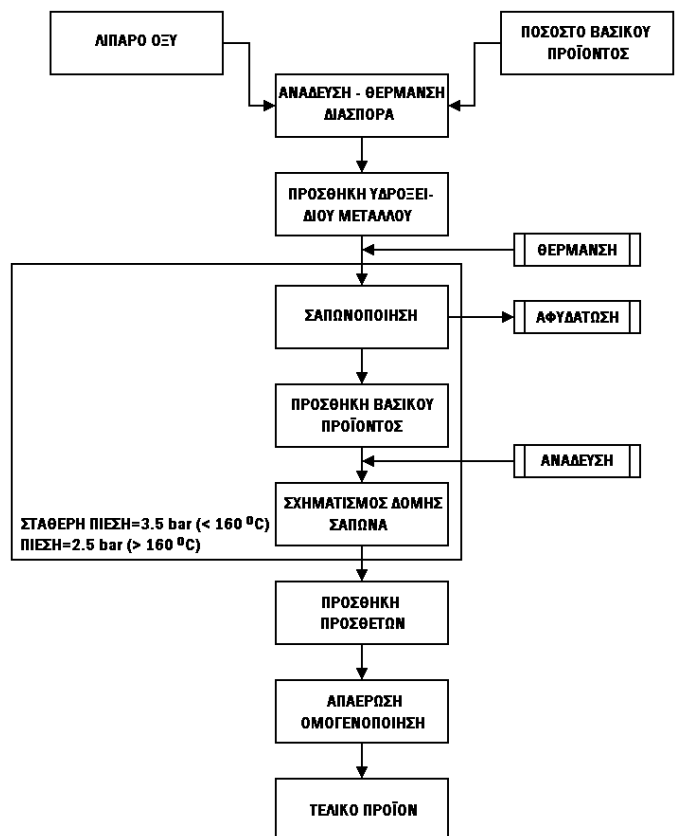 ΛΙΠΑΡΟ ΟΞΥ
ΠΟΣΟΣΤΟ ΒΑΣΙΚΟΥ
ΠΡΟΪΟΝΤΟΣ
ΑΝΑΔΕΥΣΗ - ΘΕΡΜΑΝΣΗ
ΔΙΑΣΠΟΡΑ
ΠΡΟΣΘΗΚΗ ΥΔΡΟΞΕΙ-
ΔΙΟΥ ΜΕΤΑΛΛΟΥ
ΘΕΡΜΑΝΣΗ
ΣΑΠΩΝΟΠΟΙΗΣΗ
ΑΦΥΔΑΤΩΣΗ
ΠΡΟΣΘΗΚΗ ΒΑΣΙΚΟΥ
ΠΡΟΪΟΝΤΟΣ
ΑΝΑΔΕΥΣΗ
ΣΧΗΜΑΤΙΣΜΟΣ ΔΟΜΗΣ
ΣΑΠΩΝΑ
ΣΤΑΘΕΡΗ ΠΙΕΣΗ=3.5 bar (< 160 ⁰C)
ΠΙΕΣΗ=2.5 bar (> 160 ⁰C)
ΠΡΟΣΘΗΚΗ
ΠΡΟΣΘΕΤΩΝ
ΑΠΑΕΡΩΣΗ
ΟΜΟΓΕΝΟΠΟΙΗΣΗ
ΤΕΛΙΚΟ ΠΡΟΪΟΝ